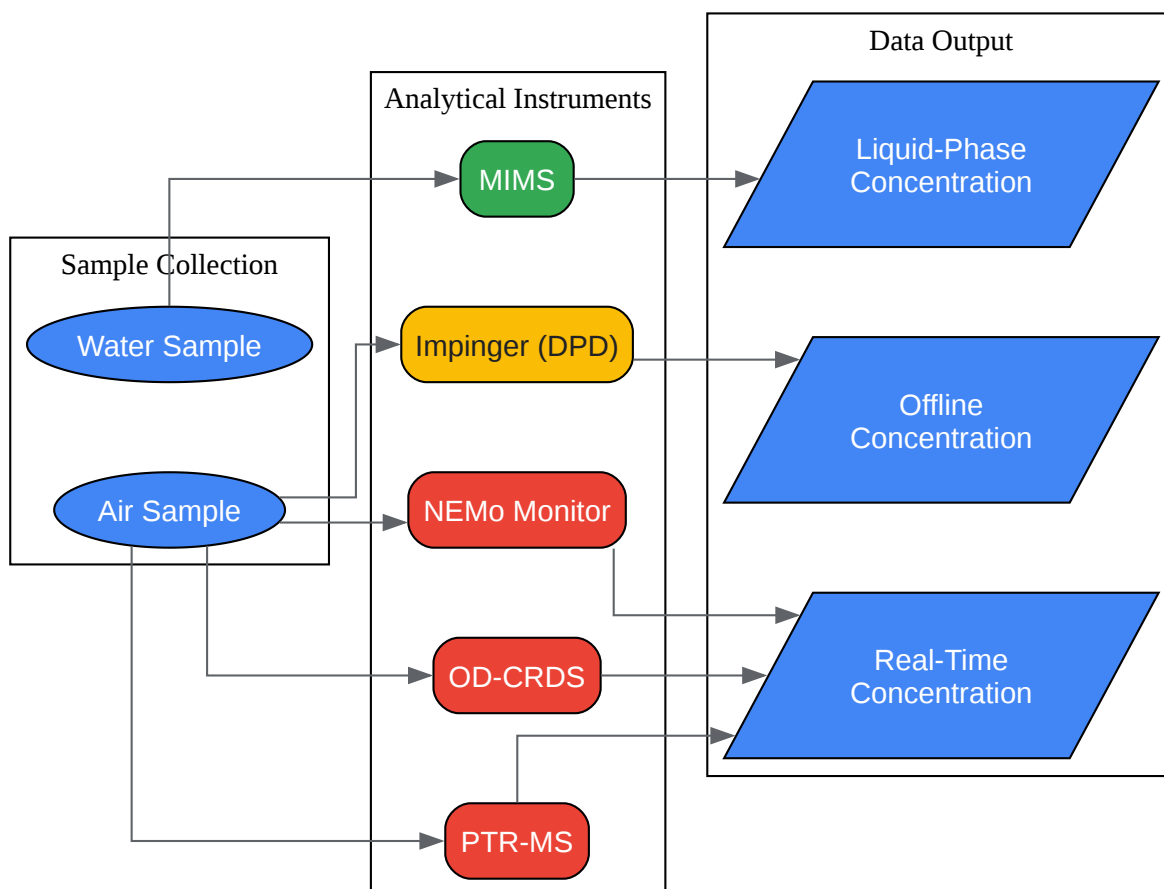 Data Output
Analytical Instruments
Liquid-Phase
Concentration
MIMS
Sample Collection
Water Sample
Impinger (DPD)
Offline
Concentration
Air Sample
NEMo Monitor
Real-Time
Concentration
OD-CRDS
PTR-MS